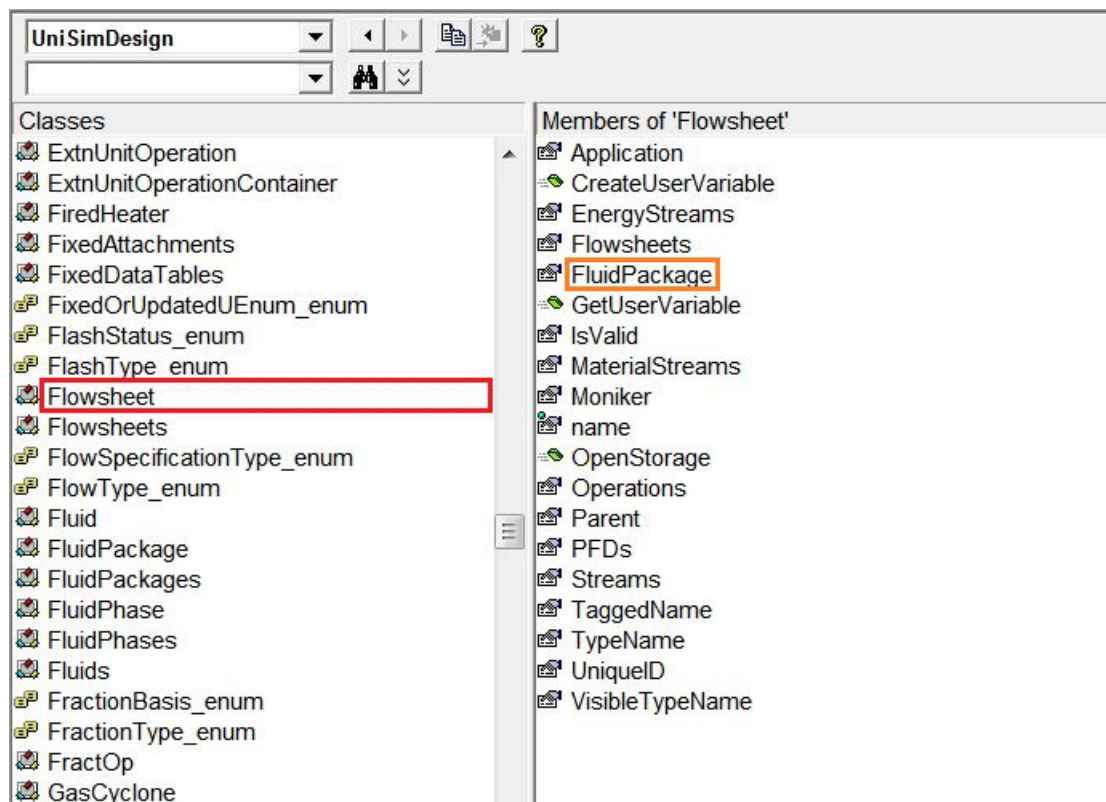 UniSimDesign
Classes
ExtnUnitOperation
ExtnUnitOperationContainer
FiredHeater
FixedAttachments
FixedDataTables
FixedOrUpdatedUEnum_enum
FlashStatus_enum
FlashType_enum
Flowsheet
Flowsheets
FlowSpecificationType_enum
FlowType_enum
Fluid
FluidPackage
FluidPackages
FluidPhase
FluidPhases
Fluids
FractionBasis_enum
FractionType_enum
FractOp
GasCyclone
Members of 'Flowsheet'
Application
CreateUserVariable
EnergyStreams
Flowsheets
FluidPackage
GetUserVariable
IsValid
MaterialStreams
Moniker
name
OpenStorage
Operations
Parent
PFDs
Streams
TaggedName
TypeName
UniqueID
VisibleTypeName